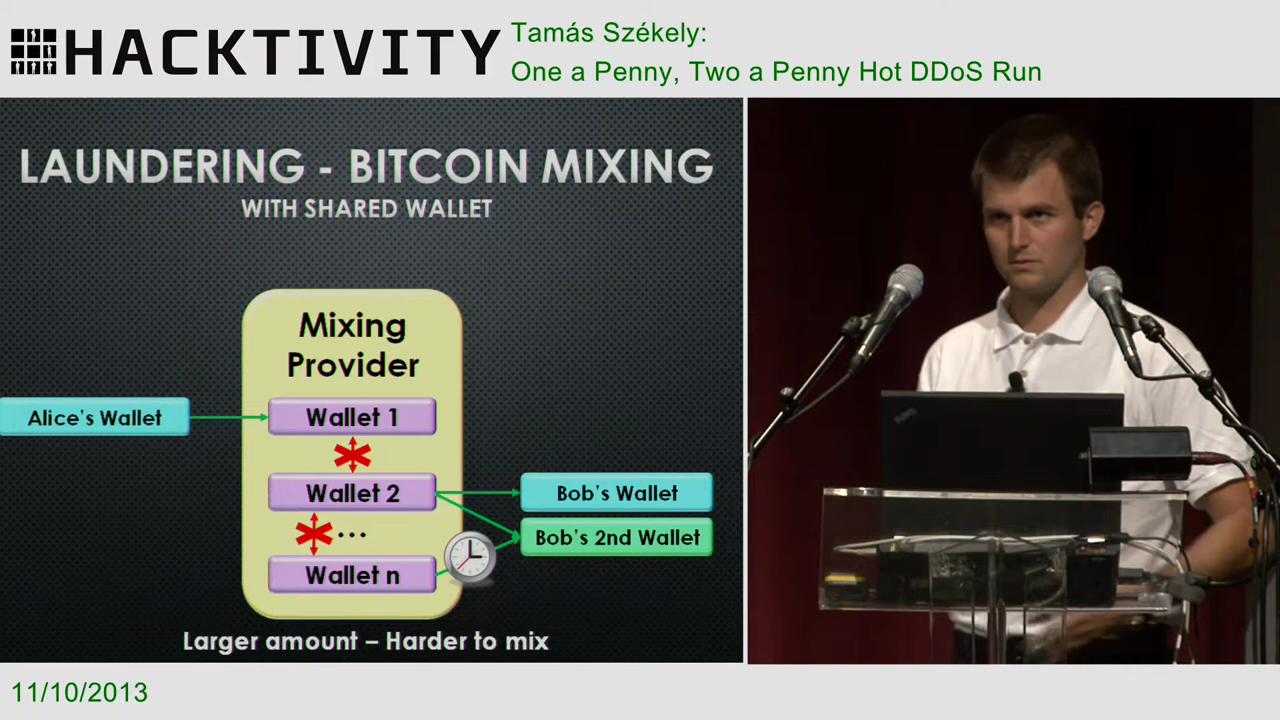 HACKTIVITY
Tamás Székely:
One a Penny, Two a Penny Hot DDoS Run
LAUNDERING - BITCOIN MIXING
WITH SHARED WALLET
Mixing
Provider
Alice's Wallet
Wallet 1
Wallet 2
Bob's Wallet
...
Bob's 2nd Wallet
Wallet n
Larger amount – Harder to mix
11/10/2013